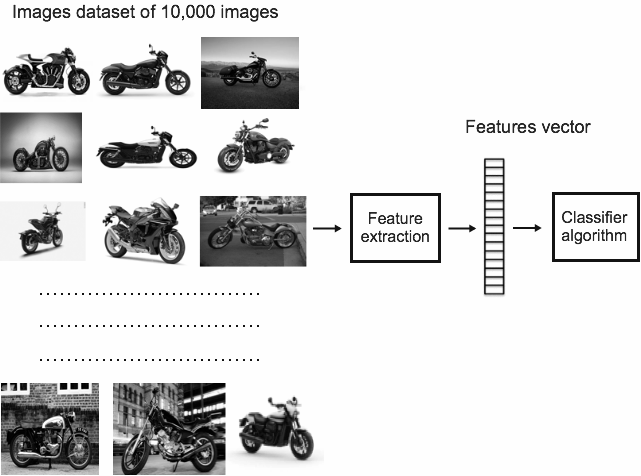 Images dataset of 10,000 images
Features vector
Feature
extraction
Classifier
algorithm